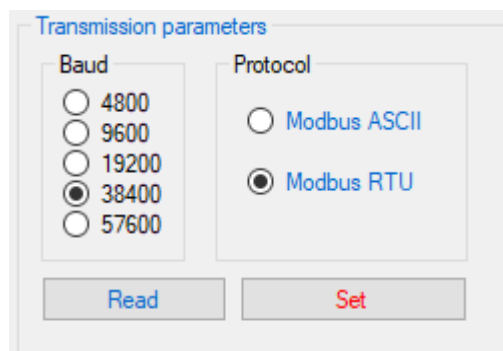 Transmission parameters
Baud
4800
9600
19200
38400
57600
Protocol
Modbus ASCII
Modbus RTU
Read
Set